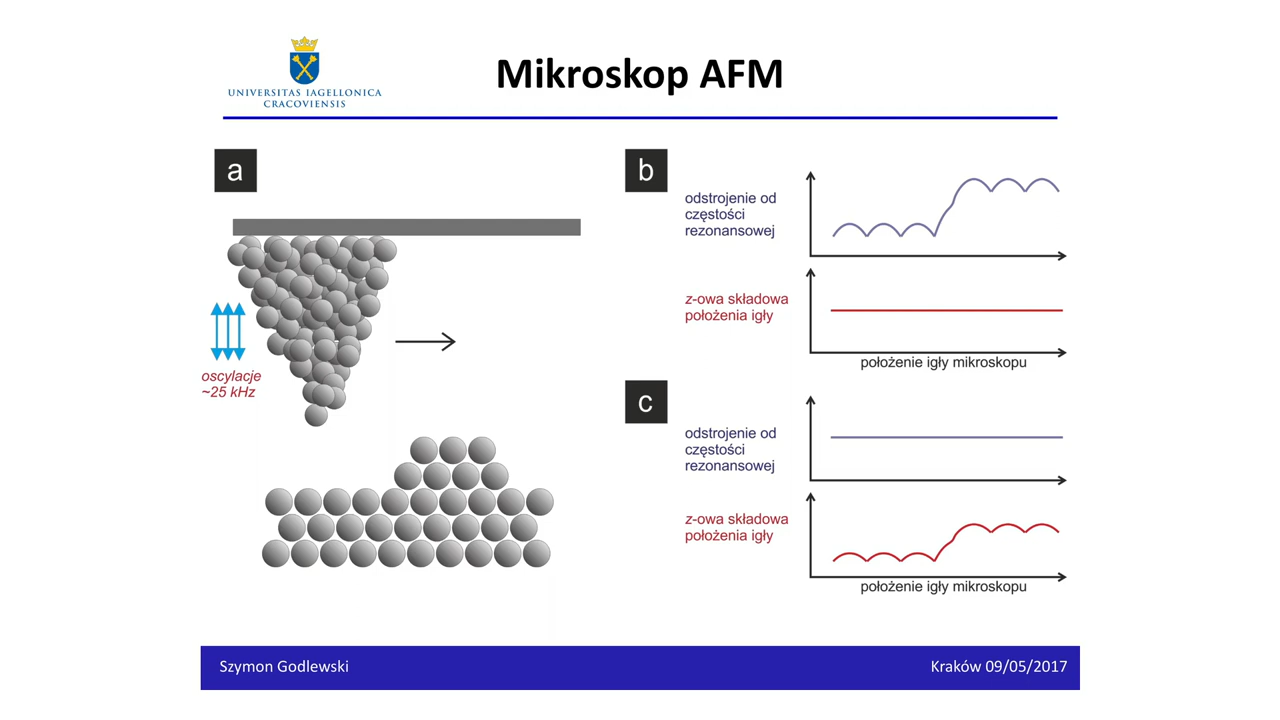 UNIVERSITAS IAGELLONICA
CRACOVIENSIS
Mikroskop AFM
a
oscylacje
~25 kHz
b
odstrojenie od
częstości
rezonansowej
z-owa składowa
położenia igły
położenie igły mikroskopu
c
odstrojenie od
częstości
rezonansowej
z-owa składowa
położenia igły
położenie igły mikroskopu
Szymon Godlewski
Kraków 09/05/2017